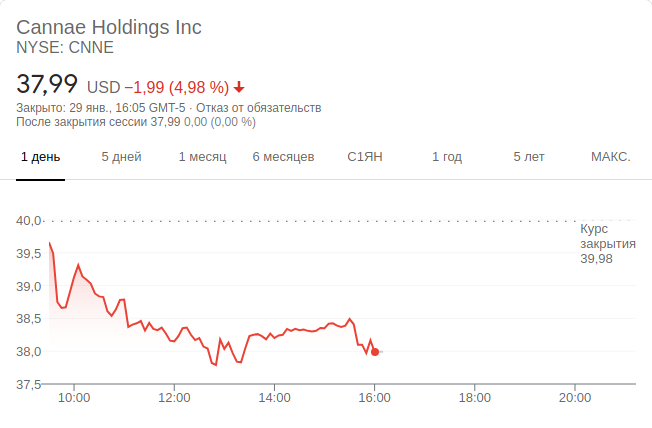 Cannae Holdings Inc
NYSE: CNNE
37,99 USD −1,99 (4,98 %)
Закрыто: 29 янв., 16:05 GMT-5 · Отказ от обязательств
После закрытия сессии 37,99 0,00 (0,00 %)
1 день 5 дней 1 месяц 6 месяцев С1ЯН 1 год 5 лет МАКС.
40,0
Курс
закрытия
39,98
39,5
39,0
38,5
38,0
37,5
10:00 12:00 14:00 16:00 18:00 20:00